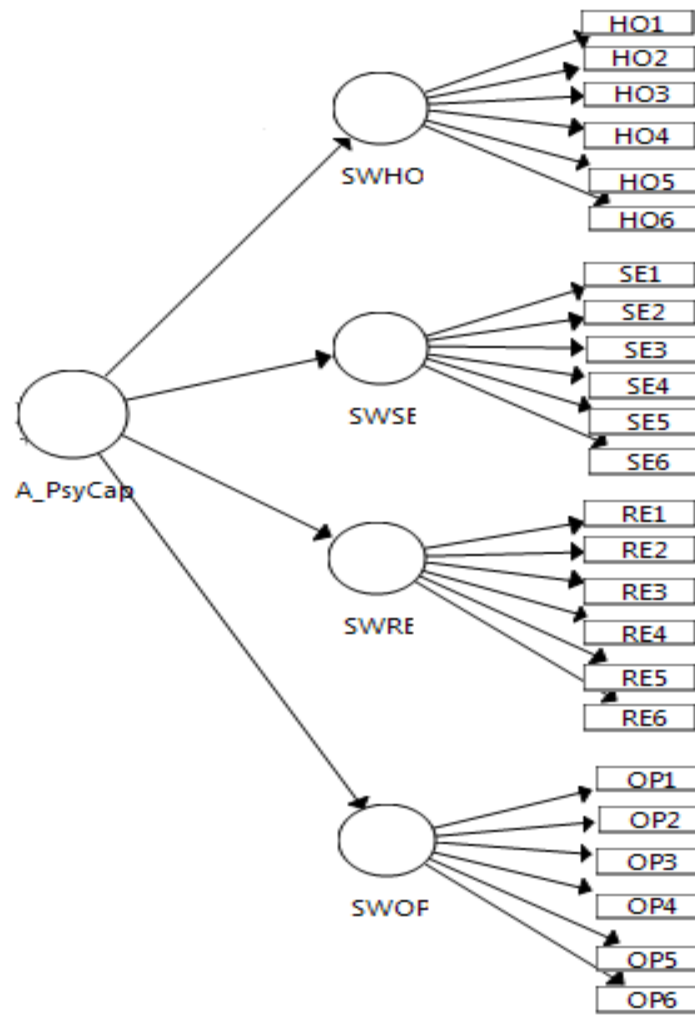 HO1
HO2
HO3
HO4
HO5
HO6
SWHO
SE1
SE2
SE3
SE4
SE5
SE6
SWSE
A_PsyCap
RE1
RE2
RE3
RE4
RE5
RE6
SWRE
OP1
OP2
OP3
OP4
OP5
OP6
SWOP